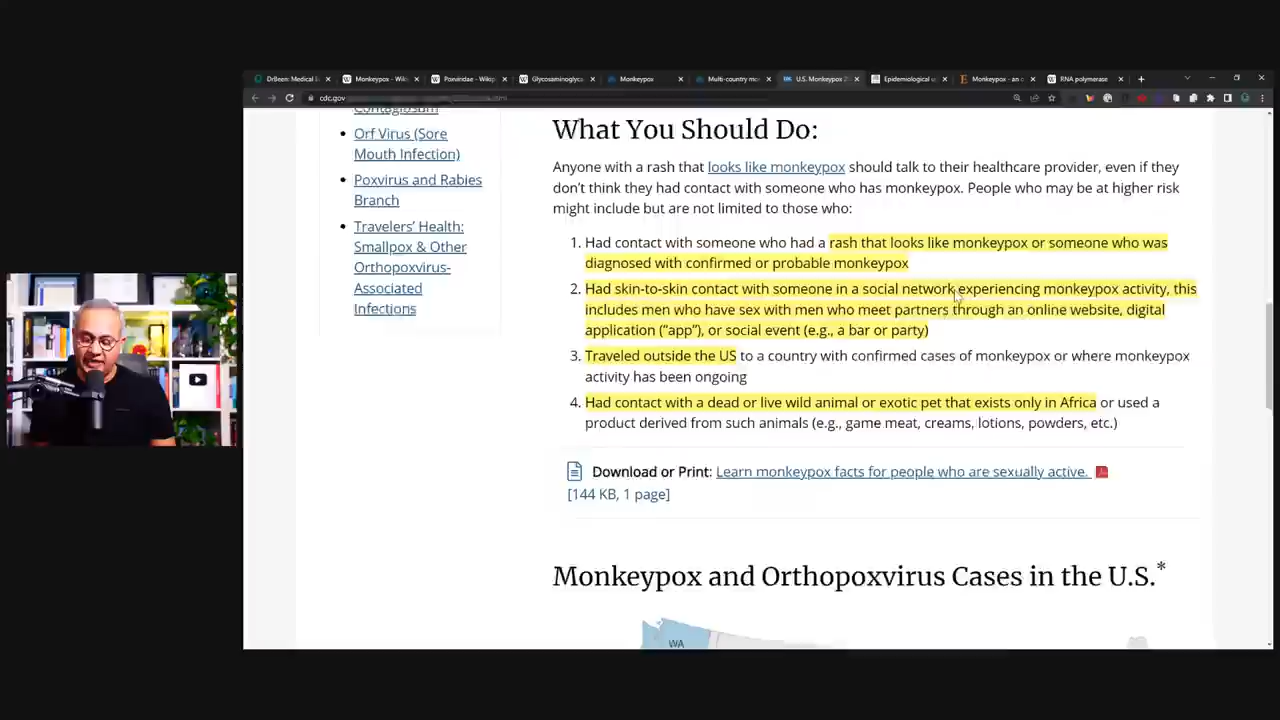 DrBeen: Medical
Monkeypox - Wiki
Poxviridae - Wikip
Glycosaminoglyca
Monkeypox
Multi-country mo
U.S. Monkeypox 2
Epidemiological u
Monkeypox - an o
RNA polymerase
cdc.gov
Contagiosum
Orf Virus (Sore
Mouth Infection)
Poxvirus and Rabies
Branch
Travelers’ Health:
Smallpox & Other
Orthopoxvirus-
Associated
Infections
What You Should Do:
Anyone with a rash that looks like monkeypox should talk to their healthcare provider, even if they
don’t think they had contact with someone who has monkeypox. People who may be at higher risk
might include but are not limited to those who:
1. Had contact with someone who had a rash that looks like monkeypox or someone who was
diagnosed with confirmed or probable monkeypox
2. Had skin-to-skin contact with someone in a social network experiencing monkeypox activity, this
includes men who have sex with men who meet partners through an online website, digital
application (“app”), or social event (e.g., a bar or party)
3. Traveled outside the US to a country with confirmed cases of monkeypox or where monkeypox
activity has been ongoing
4. Had contact with a dead or live wild animal or exotic pet that exists only in Africa or used a
product derived from such animals (e.g., game meat, creams, lotions, powders, etc.)
Download or Print: Learn monkeypox facts for people who are sexually active.
[144 KB, 1 page]
Monkeypox and Orthopoxvirus Cases in the U.S.*
WA